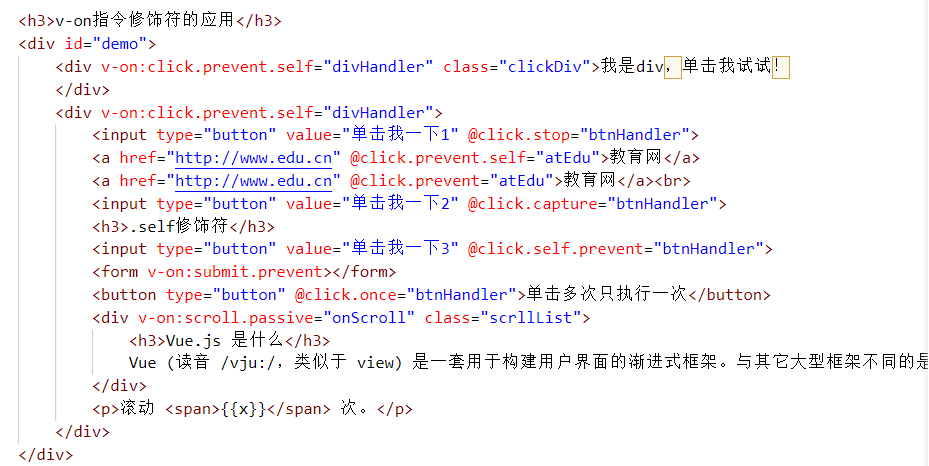 <h3>v-on指令修饰符的应用</h3>
<div id="demo">
<div v-on:click.prevent.self="divHandler" class="clickDiv">我是div，单击我试试！
</div>
<div v-on:click.prevent.self="divHandler">
<input type="button" value="单击我一下1" @click.stop="btnHandler">
<a href="http://www.edu.cn" @click.prevent.self="atEdu">教育网</a>
<a href="http://www.edu.cn" @click.prevent="atEdu">教育网</a><br>
<input type="button" value="单击我一下2" @click.capture="btnHandler">
<h3>.self修饰符</h3>
<input type="button" value="单击我一下3" @click.self.prevent="btnHandler">
<form v-on:submit.prevent></form>
<button type="button" @click.once="btnHandler">单击多次只执行一次</button>
<div v-on:scroll.passive="onScroll" class="scrllList">
<h3>Vue.js 是什么</h3>
Vue (读音 /vju:/，类似于 view) 是一套用于构建用户界面的渐进式框架。与其它大型框架不同的是
</div>
<p>滚动 <span>{{x}}</span> 次。</p>
</div>
</div>